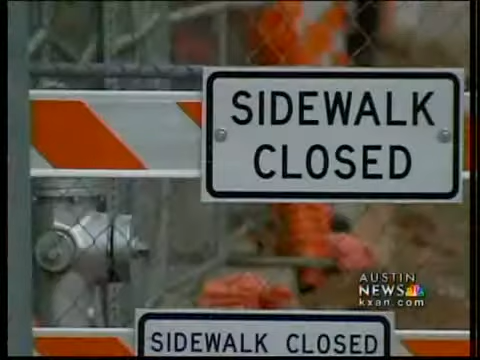 SIDEWALK
CLOSED
AUSTIN
NEWS
kxan.com
SIDEWALK CLOSED